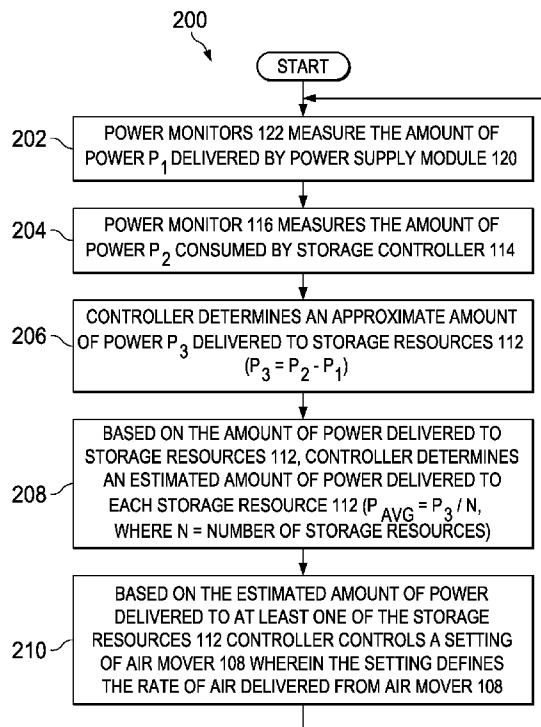 200
START
202
POWER MONITORS 122 MEASURE THE AMOUNT OF
POWER P1 DELIVERED BY POWER SUPPLY MODULE 120
204
POWER MONITOR 116 MEASURES THE AMOUNT OF
POWER P2 CONSUMED BY STORAGE CONTROLLER 114
206
CONTROLLER DETERMINES AN APPROXIMATE AMOUNT
OF POWER P3 DELIVERED TO STORAGE RESOURCES 112
(P3 = P2 - P1)
208
BASED ON THE AMOUNT OF POWER DELIVERED TO
STORAGE RESOURCES 112, CONTROLLER DETERMINES
AN ESTIMATED AMOUNT OF POWER DELIVERED TO
EACH STORAGE RESOURCE 112 (PAVG = P3 / N,
WHERE N = NUMBER OF STORAGE RESOURCES)
210
BASED ON THE ESTIMATED AMOUNT OF POWER
DELIVERED TO AT LEAST ONE OF THE STORAGE
RESOURCES 112 CONTROLLER CONTROLS A SETTING
OF AIR MOVER 108 WHEREIN THE SETTING DEFINES
THE RATE OF AIR DELIVERED FROM AIR MOVER 108